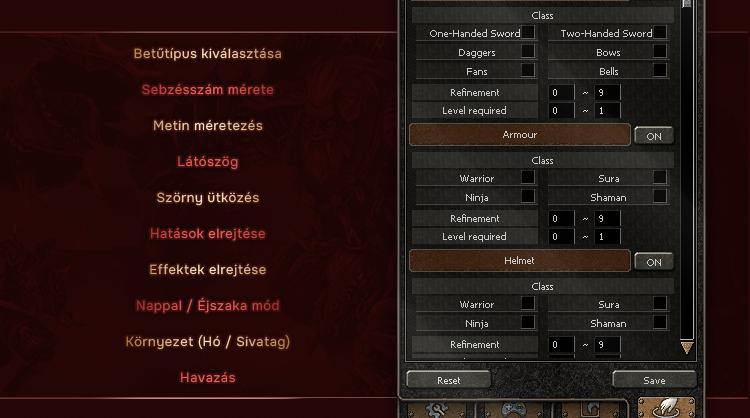 Betűtípus kiválasztása
Sebzésszám mérete
Metin méretezés
Látószög
Szörny ütközés
Hatások elrejtése
Effektek elrejtése
Nappal / Éjszaka mód
Környezet (Hó / Sivatag)
Havazás
Class
One-Handed Sword Two-Handed Sword
Daggers Bows
Fans Bells
Refinement 0 ~ 9
Level required 0 ~ 1
Armour ON
Class
Warrior Sura
Ninja Shaman
Refinement 0 ~ 9
Level required 0 ~ 1
Helmet ON
Class
Warrior Sura
Ninja Shaman
Refinement 0 ~ 9
Reset Save